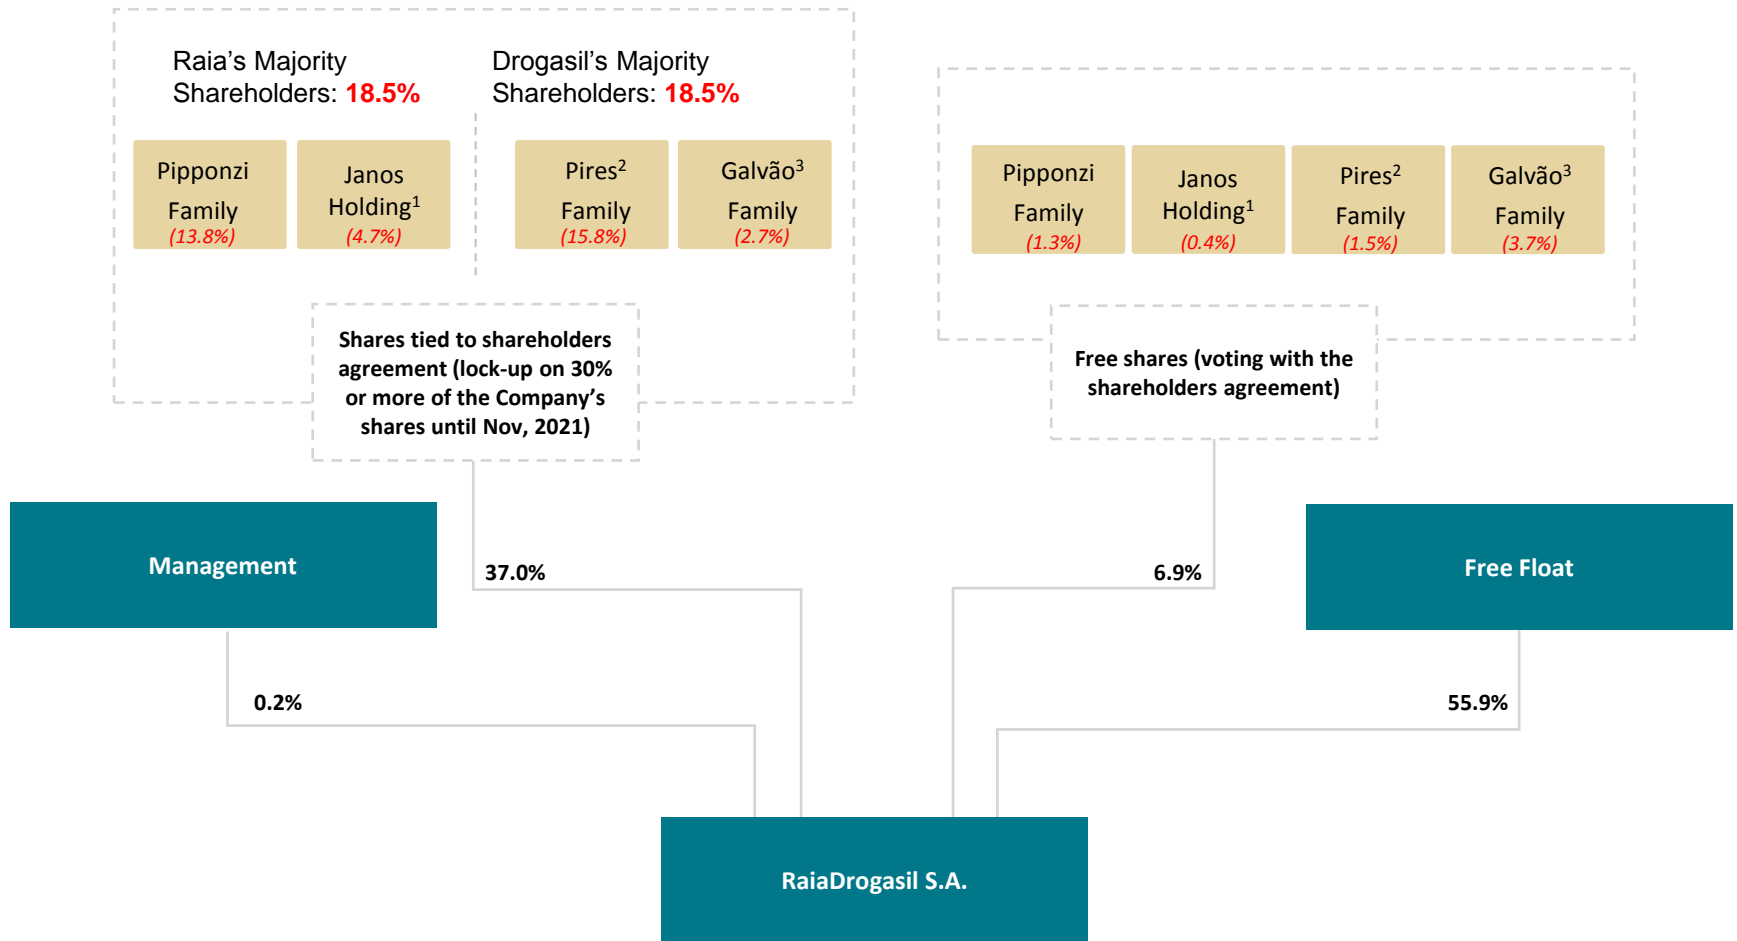 Raia’s Majority
Shareholders: 18.5%
Drogasil’s Majority
Shareholders: 18.5%
Pipponzi
Family
(13.8%)
Janos
Holding¹
(4.7%)
Pires²
Family
(15.8%)
Galvão³
Family
(2.7%)
Pipponzi
Family
(1.3%)
Janos
Holding¹
(0.4%)
Pires²
Family
(1.5%)
Galvão³
Family
(3.7%)
Shares tied to shareholders
agreement (lock-up on 30%
or more of the Company’s
shares until Nov, 2021)
Free shares (voting with the
shareholders agreement)
Management
37.0%
6.9%
Free Float
0.2%
55.9%
RaiaDrogasil S.A.